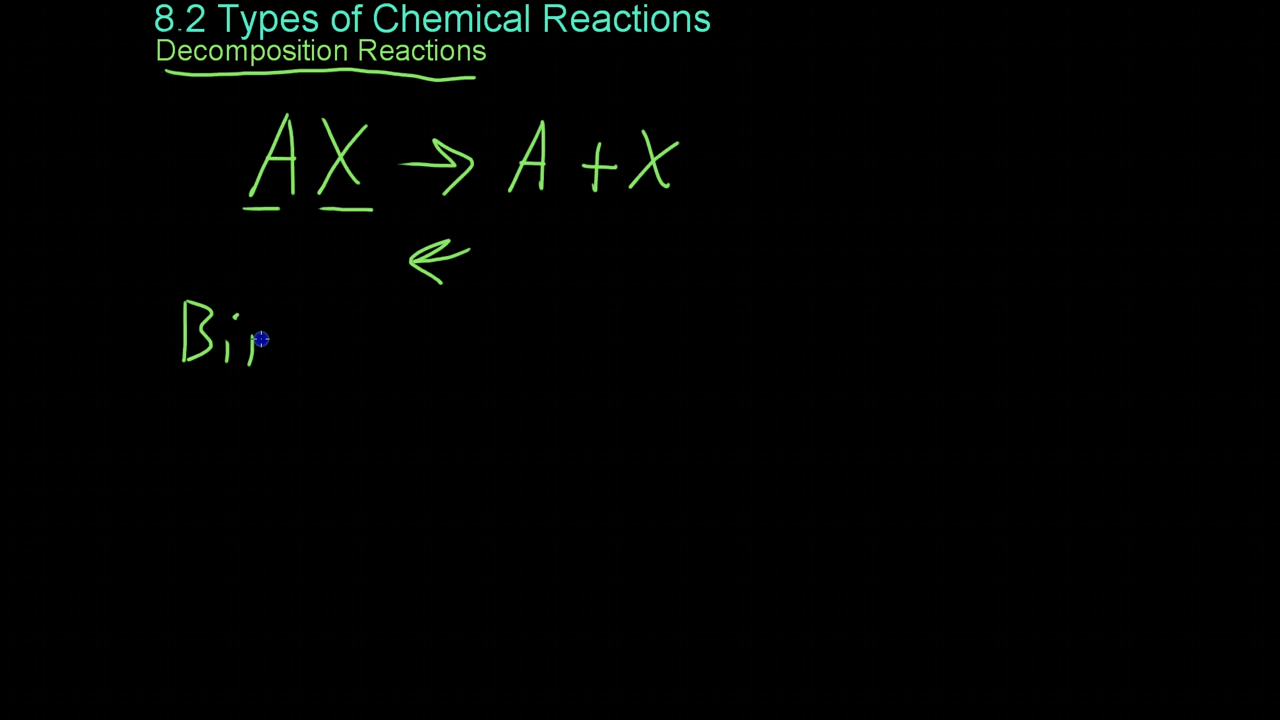 8.2 Types of Chemical Reactions
Decomposition Reactions
AX → A + X
←
Bi